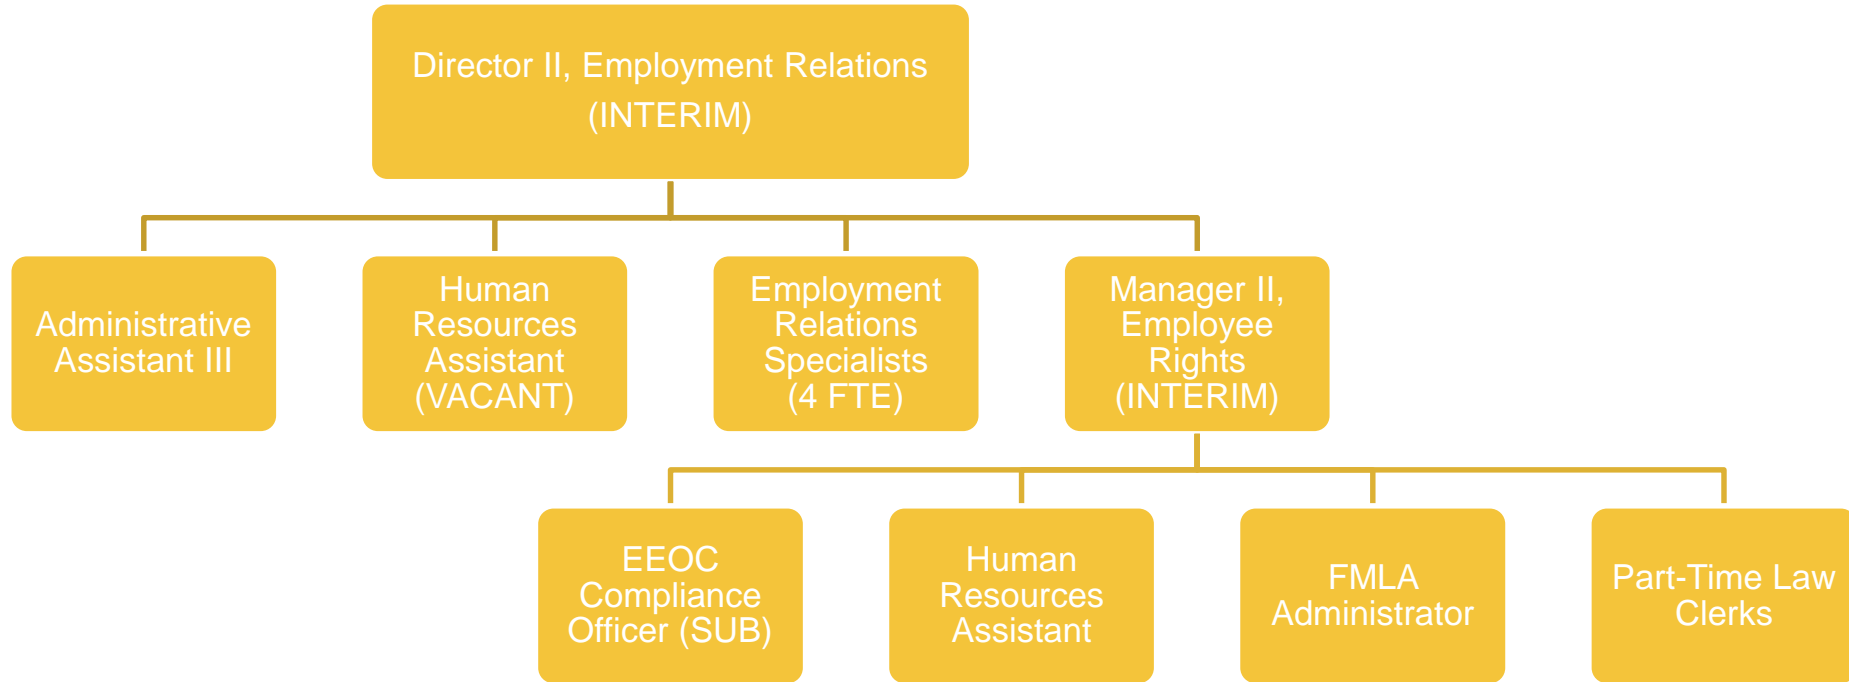 Director II, Employment Relations
(INTERIM)
Administrative
Assistant III
Human
Resources
Assistant
(VACANT)
Employment
Relations
Specialists
(4 FTE)
Manager II,
Employee
Rights
(INTERIM)
EEOC
Compliance
Officer (SUB)
Human
Resources
Assistant
FMLA
Administrator
Part-Time Law
Clerks